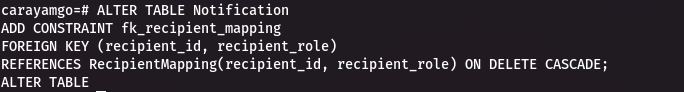 carayamgo=# ALTER TABLE Notification
ADD CONSTRAINT fk_recipient_mapping
FOREIGN KEY (recipient_id, recipient_role)
REFERENCES RecipientMapping(recipient_id, recipient_role) ON DELETE CASCADE;
ALTER TABLE